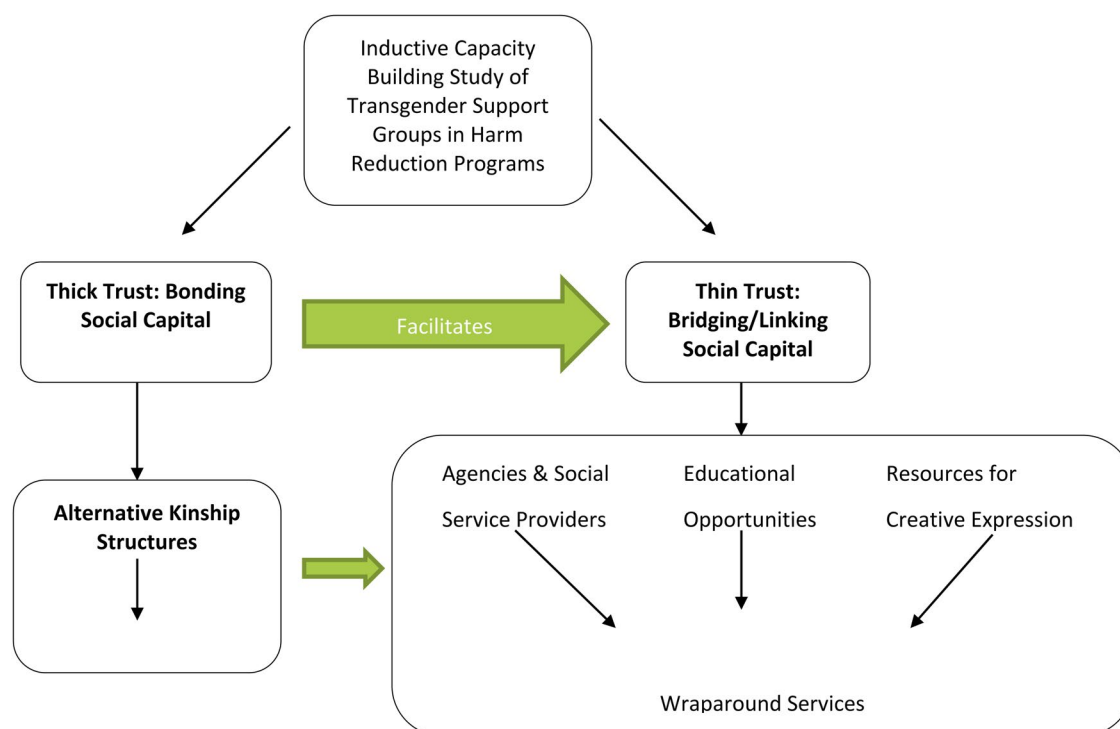 Inductive Capacity
Building Study of
Transgender Support
Groups in Harm
Reduction Programs
Thick Trust: Bonding
Social Capital
Facilitates
Thin Trust:
Bridging/Linking
Social Capital
Alternative Kinship
Structures
Agencies & Social
Service Providers
Educational
Opportunities
Resources for
Creative Expression
Wraparound Services